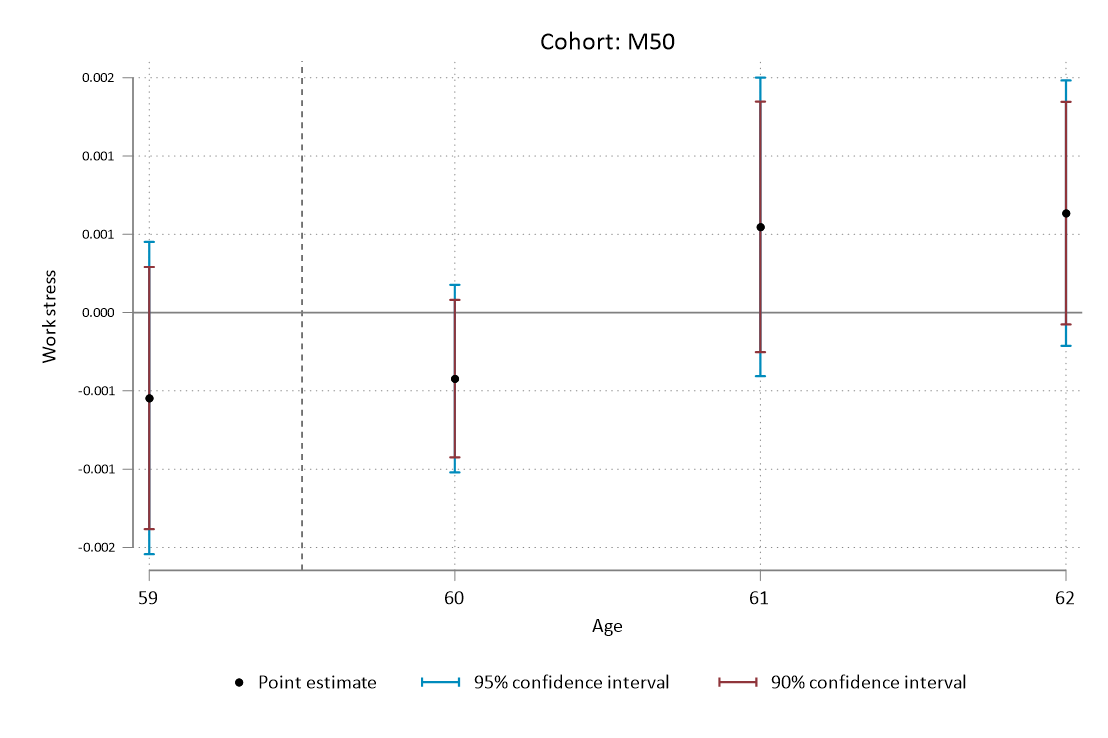 Cohort: M50
0.002
0.001
0.001
0.000
-0.001
-0.001
-0.002
Work stress
59 60 61 62
Age
Point estimate 95% confidence interval 90% confidence interval